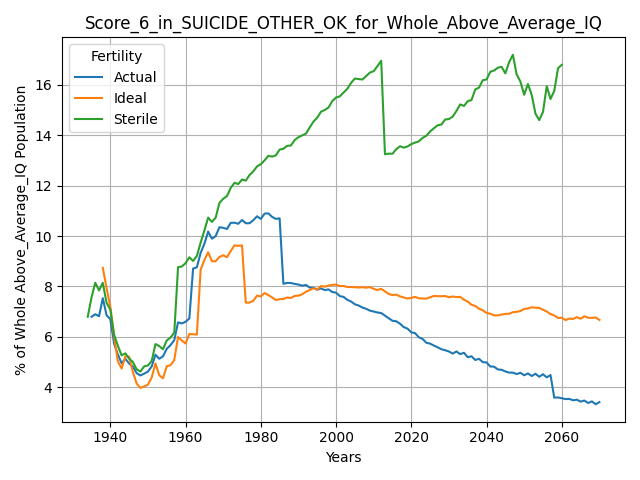 Score_6_in_SUICIDE_OTHER_OK_for_Whole_Above_Average_IQ
% of Whole Above_Average_IQ Population
16
14
12
10
8
6
4
Fertility
Actual
Ideal
Sterile
1940 1960 1980 2000 2020 2040 2060
Years